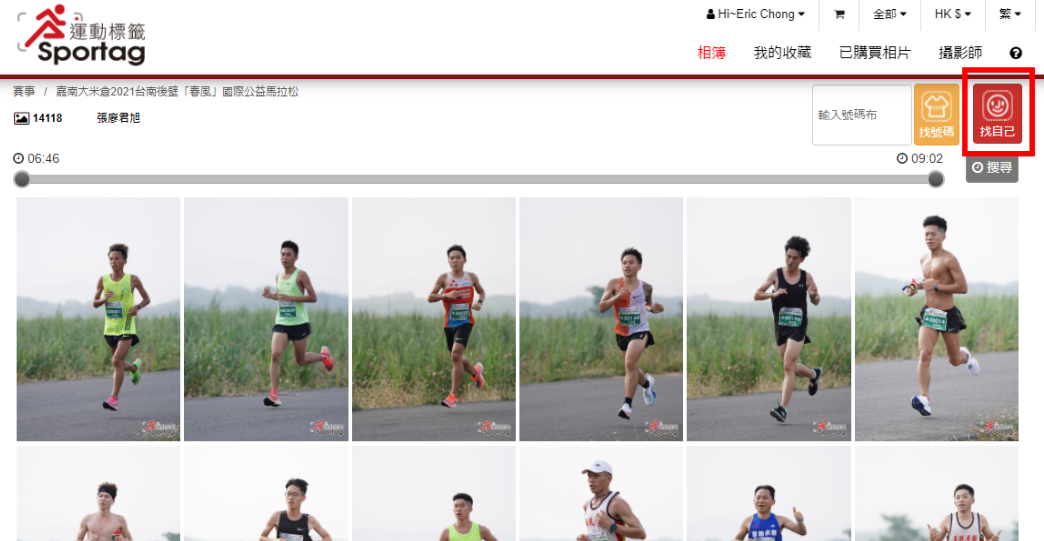 運動標籤
Sportag
Hi~Eric Chong
全部
HK $
繁
相簿
我的收藏
已購買相片
攝影師
賽事 / 嘉南大米倉2021台南後壁「春風」國際公益馬拉松
14118 張廖君旭
輸入號碼布
找號碼
找自己
06:46
09:02
搜尋